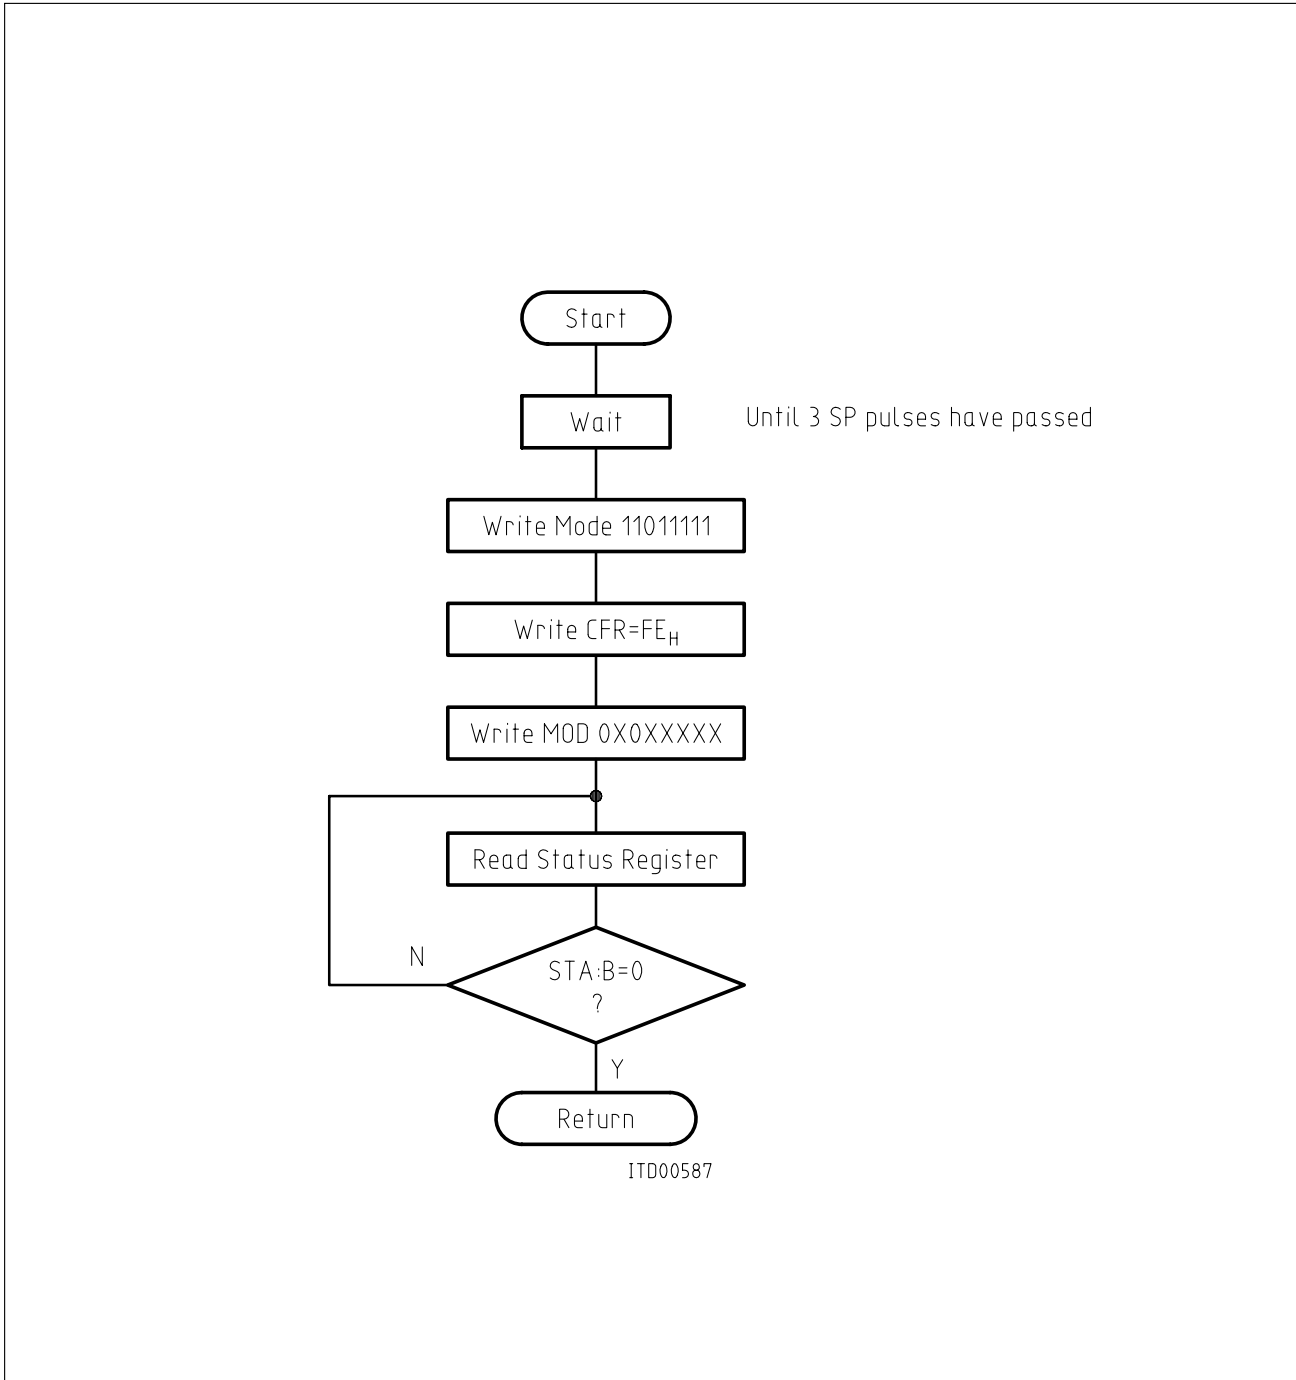 Start
Wait
Until 3 SP pulses have passed
Write Mode 11011111
Write CFR=FEH
Write MOD 0X0XXXXX
Read Status Register
N
STA:B=0
?
Y
Return
ITD00587